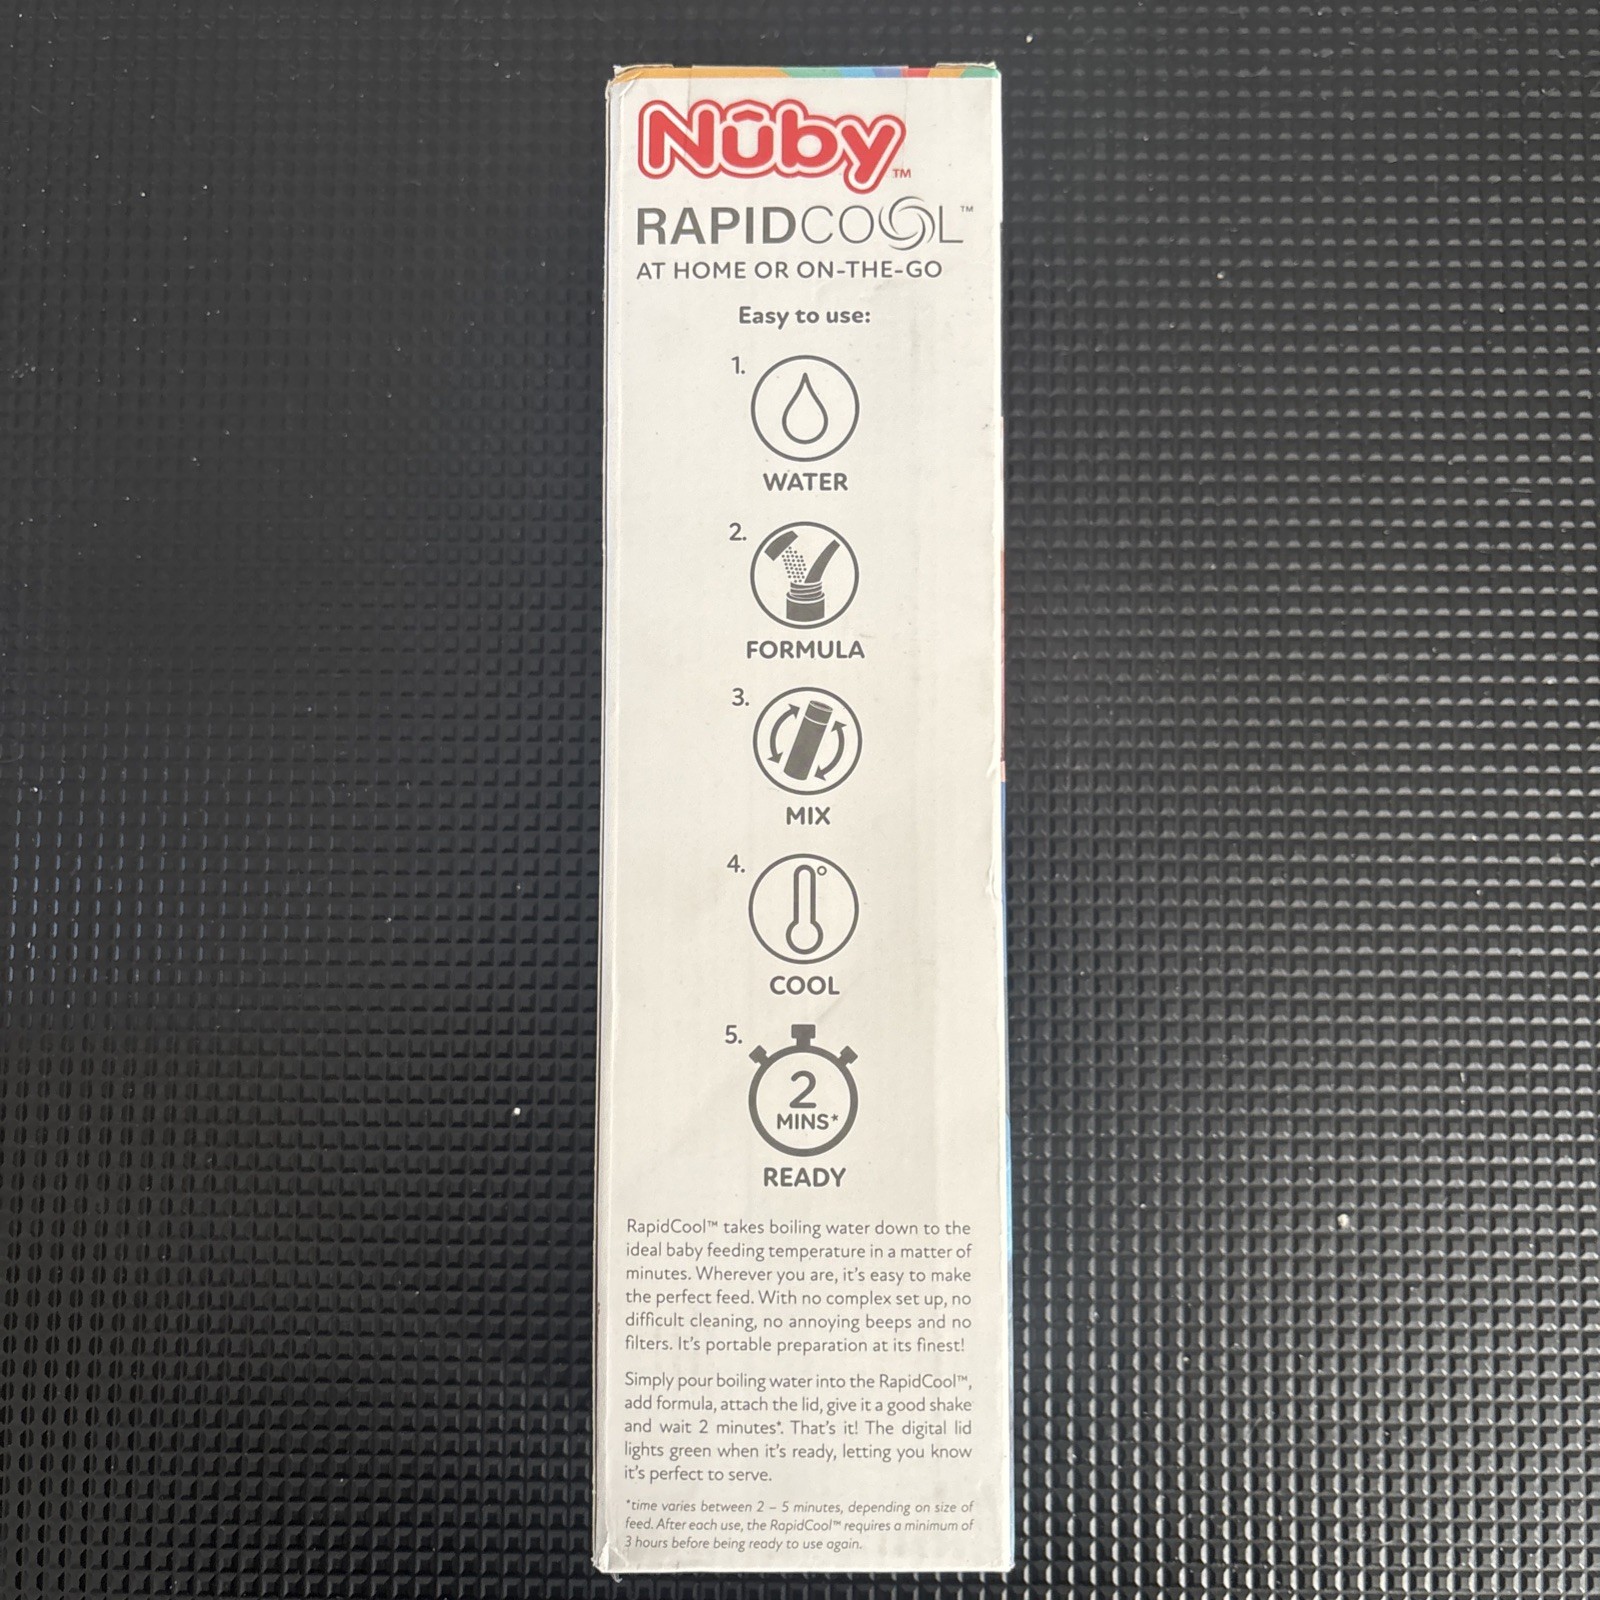 Nûby™
RAPIDCOOL™
AT HOME OR ON-THE-GO
Easy to use:
1.
WATER
2.
FORMULA
3.
MIX
4.
COOL
5.
2
MINS*
READY
RapidCool™ takes boiling water down to the
ideal baby feeding temperature in a matter of
minutes. Wherever you are, it's easy to make
the perfect feed. With no complex set up, no
difficult cleaning, no annoying beeps and no
filters. It's portable preparation at its finest!
Simply pour boiling water into the RapidCool™,
add formula, attach the lid, give it a good shake
and wait 2 minutes*. That's it! The digital lid
lights green when it's ready, letting you know
it's perfect to serve.
*time varies between 2 – 5 minutes, depending on size of
feed. After each use, the RapidCool™ requires a minimum of
3 hours before being ready to use again.